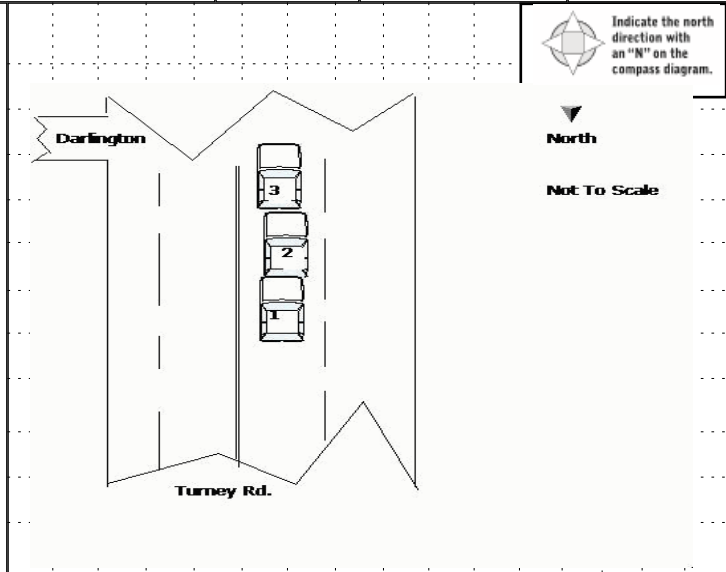 Indicate the north
direction with
an “N” on the
compass diagram.
Darlington
North
Not To Scale
3
2
1
Turney Rd.